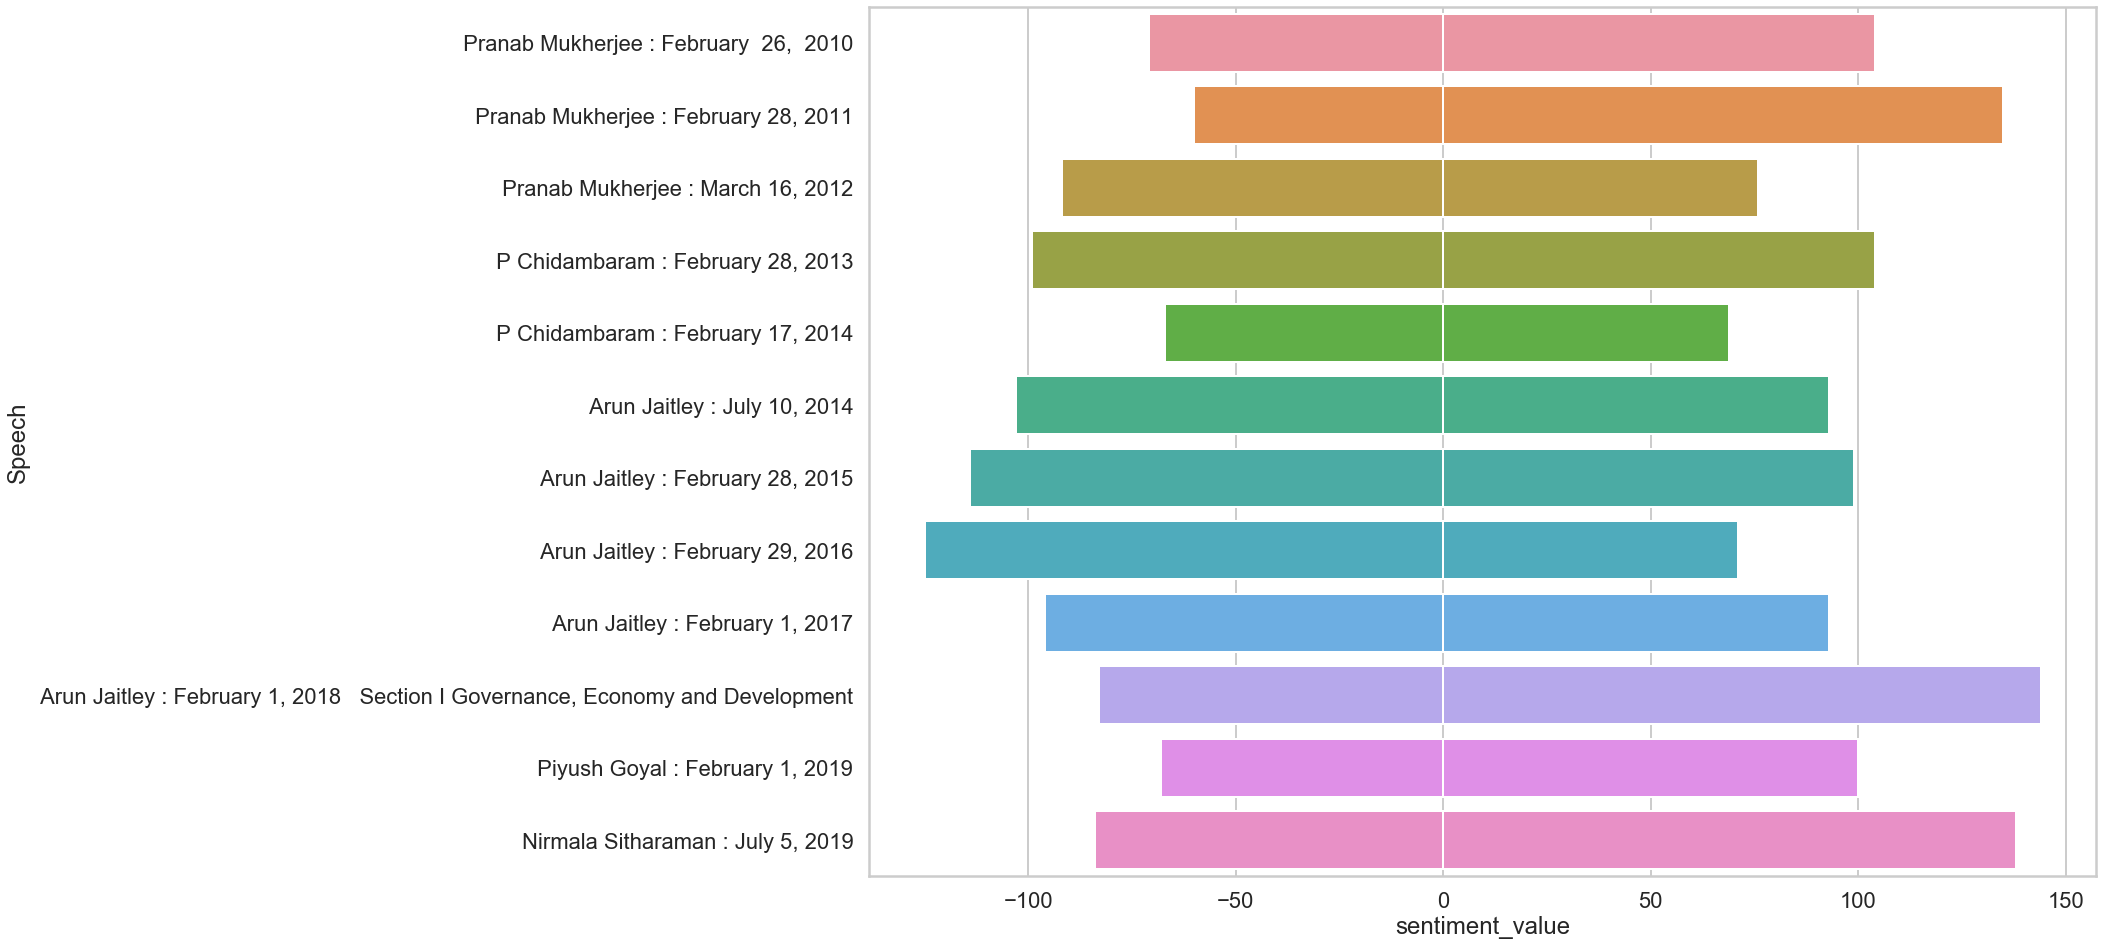 Pranab Mukherjee : February  26,  2010
Pranab Mukherjee : February 28, 2011
Pranab Mukherjee : March 16, 2012
P Chidambaram : February 28, 2013
P Chidambaram : February 17, 2014
Arun Jaitley : July 10, 2014
Arun Jaitley : February 28, 2015
Arun Jaitley : February 29, 2016
Arun Jaitley : February 1, 2017
Arun Jaitley : February 1, 2018   Section I Governance, Economy and Development
Piyush Goyal : February 1, 2019
Nirmala Sitharaman : July 5, 2019
Speech
−100 −50 0 50 100 150
sentiment_value